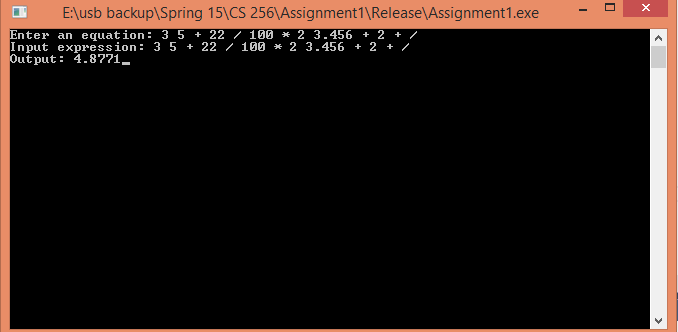 E:\usb backup\Spring 15\CS 256\Assignment1\Release\Assignment1.exe
Enter an equation: 3 5 + 22 / 100 * 2 3.456 + 2 + /
Input expression: 3 5 + 22 / 100 * 2 3.456 + 2 + /
Output: 4.8771